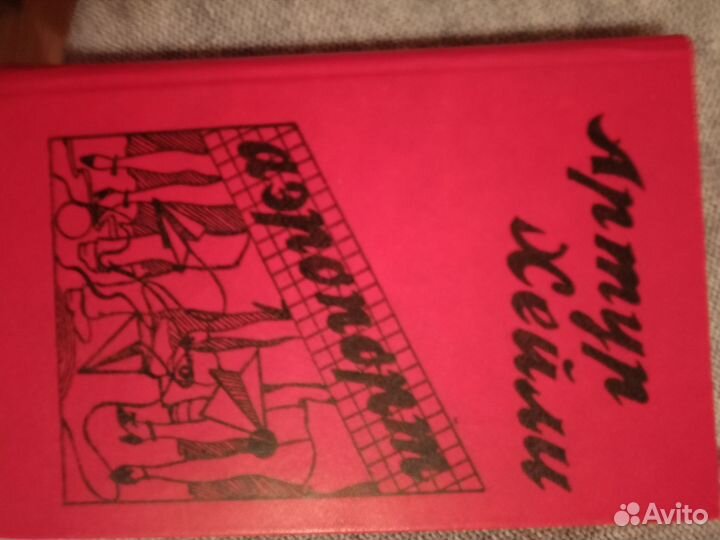 Артур
Хейли
аэропорт
Avito